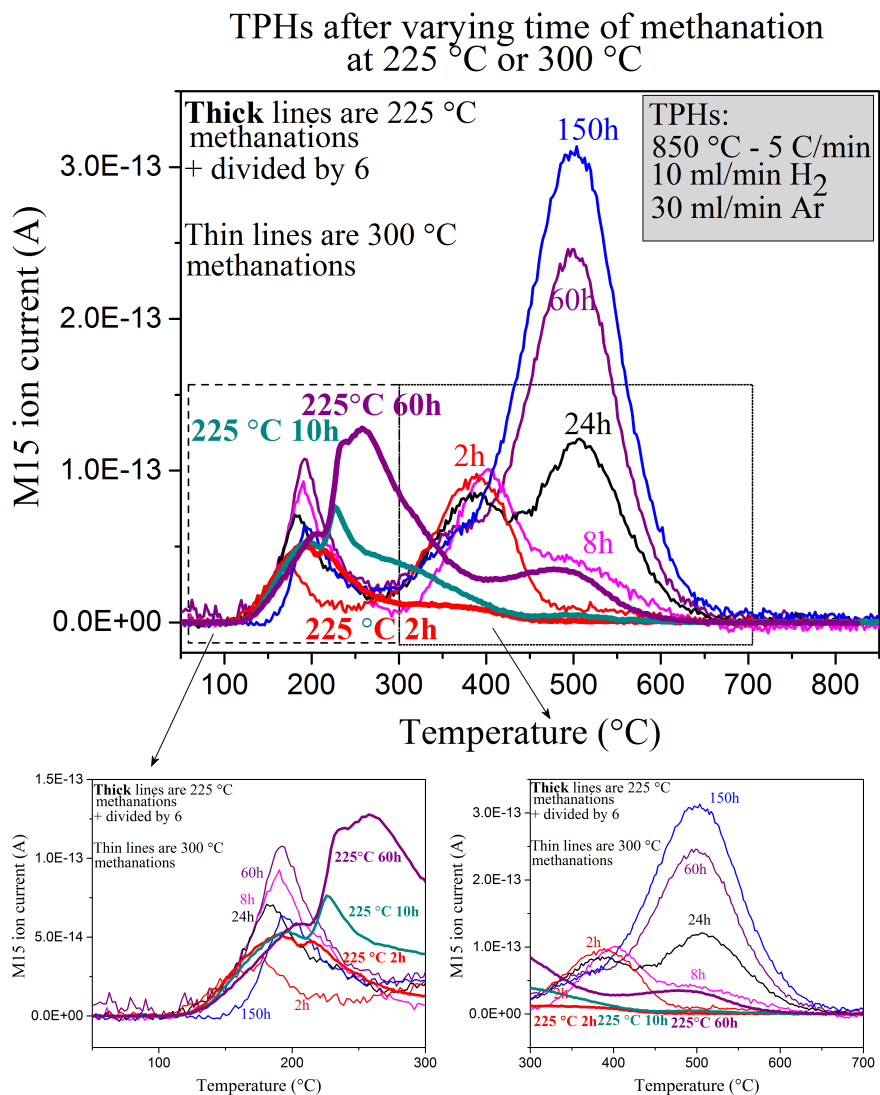 TPHs after varying time of methanation
at 225 °C or 300 °C
Thick lines are 225 °C
methanations
+ divided by 6
Thin lines are 300 °C
methanations
TPHs:
850 °C - 5 C/min
10 ml/min H2
30 ml/min Ar
150h
60h
24h
2h
8h
225°C 60h
225 °C 10h
225 °C 2h
M15 ion current (A)
3.0E-13
2.0E-13
1.0E-13
0.0E+00
100 200 300 400 500 600 700 800
Temperature (°C)
1.5E-13
1.0E-13
5.0E-14
0.0E+00
M15 ion current (A)
Thick lines are 225 °C
methanations
+ divided by 6
Thin lines are 300 °C
methanations
60h
8h
24h
225°C 60h
225 °C 10h
225 °C 2h
150h
2h
100 200 300
Temperature (°C)
3.0E-13
2.0E-13
1.0E-13
0.0E+00
M15 ion current (A)
Thick lines are 225 °C
methanations
+ divided by 6
Thin lines are 300 °C
methanations
150h
60h
24h
2h
8h
2h
225 °C 2h
225 °C 10h
225°C 60h
300 400 500 600 700
Temperature (°C)